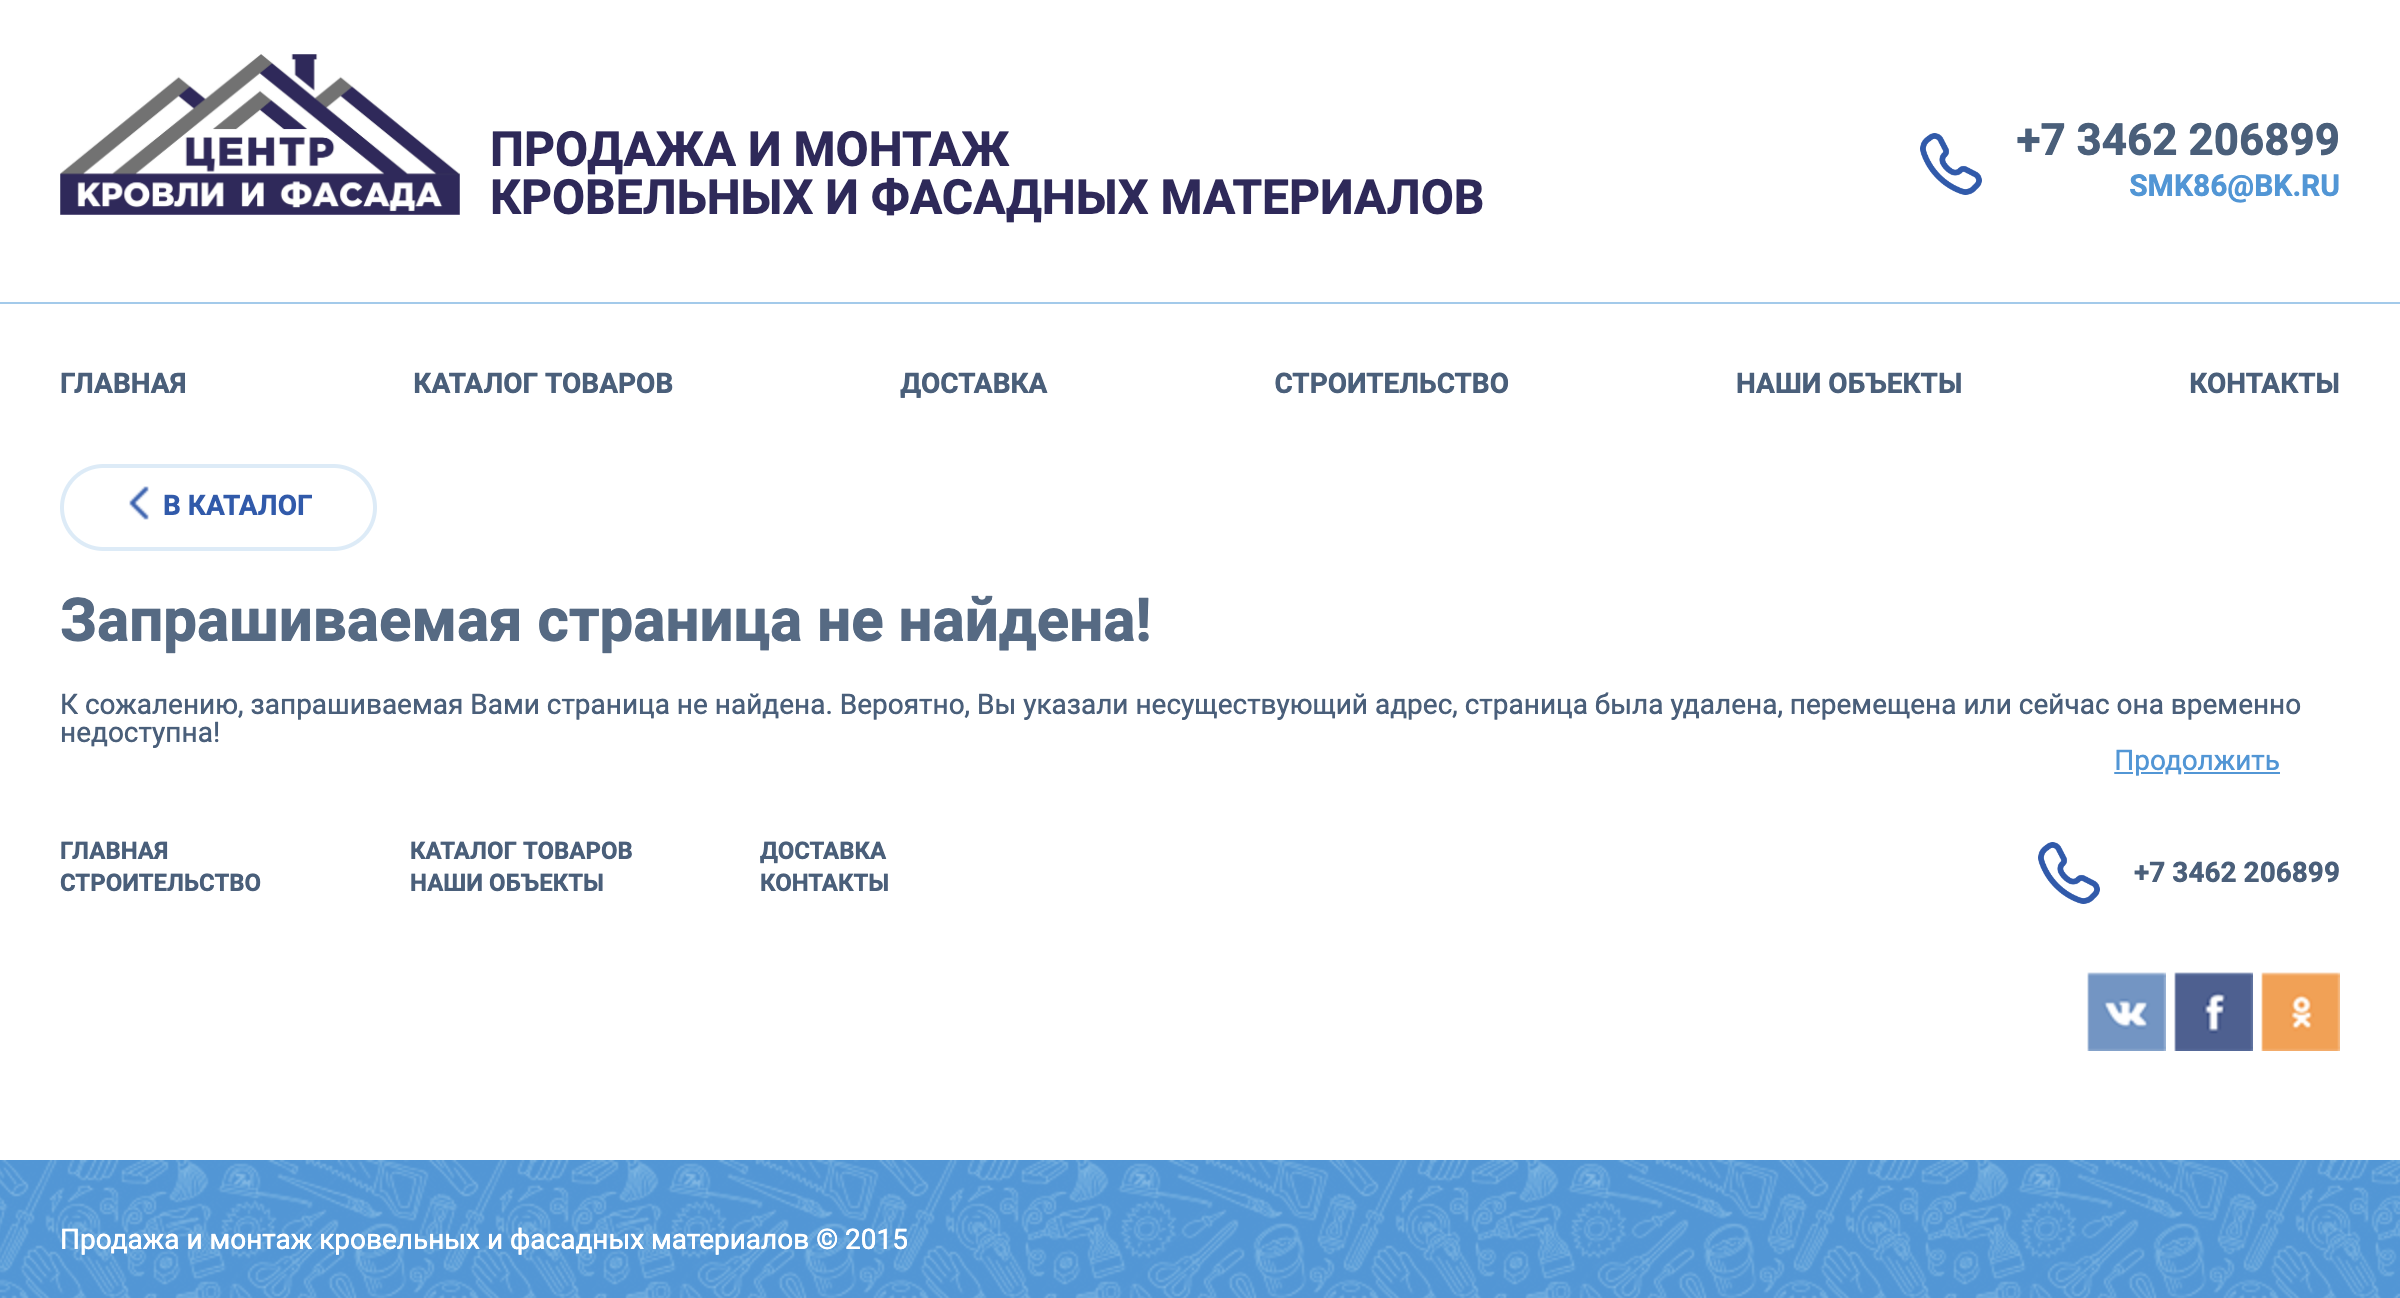 ЦЕНТР
КРОВЛИ И ФАСАДА
ПРОДАЖА И МОНТАЖ
КРОВЕЛЬНЫХ И ФАСАДНЫХ МАТЕРИАЛОВ
+7 3462 206899
SMK86@BK.RU
ГЛАВНАЯ
КАТАЛОГ ТОВАРОВ
ДОСТАВКА
СТРОИТЕЛЬСТВО
НАШИ ОБЪЕКТЫ
КОНТАКТЫ
В КАТАЛОГ
Запрашиваемая страница не найдена!
К сожалению, запрашиваемая Вами страница не найдена. Вероятно, Вы указали несуществующий адрес, страница была удалена, перемещена или сейчас она временно
недоступна!
Продолжить
ГЛАВНАЯ
СТРОИТЕЛЬСТВО
КАТАЛОГ ТОВАРОВ
НАШИ ОБЪЕКТЫ
ДОСТАВКА
КОНТАКТЫ
+7 3462 206899
Продажа и монтаж кровельных и фасадных материалов © 2015